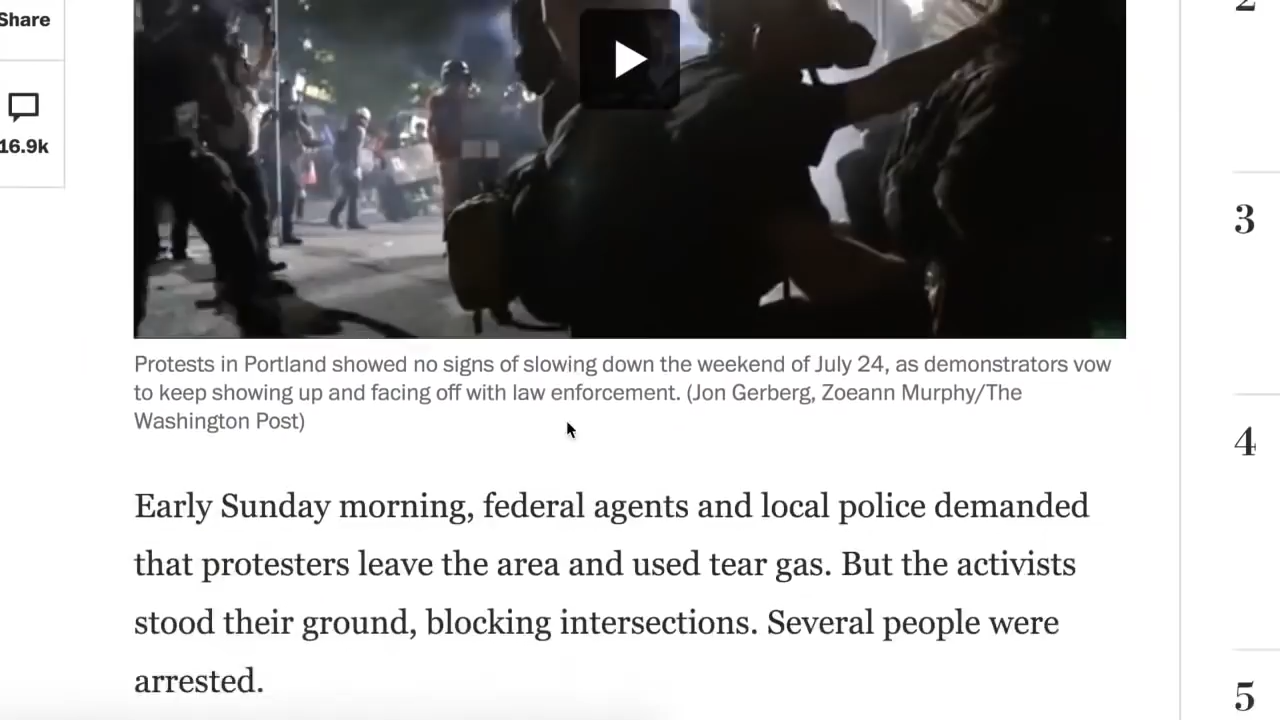 Share
16.9k
Protests in Portland showed no signs of slowing down the weekend of July 24, as demonstrators vow
to keep showing up and facing off with law enforcement. (Jon Gerberg, Zoeann Murphy/The
Washington Post)
Early Sunday morning, federal agents and local police demanded
that protesters leave the area and used tear gas. But the activists
stood their ground, blocking intersections. Several people were
arrested.
2
3
4
5